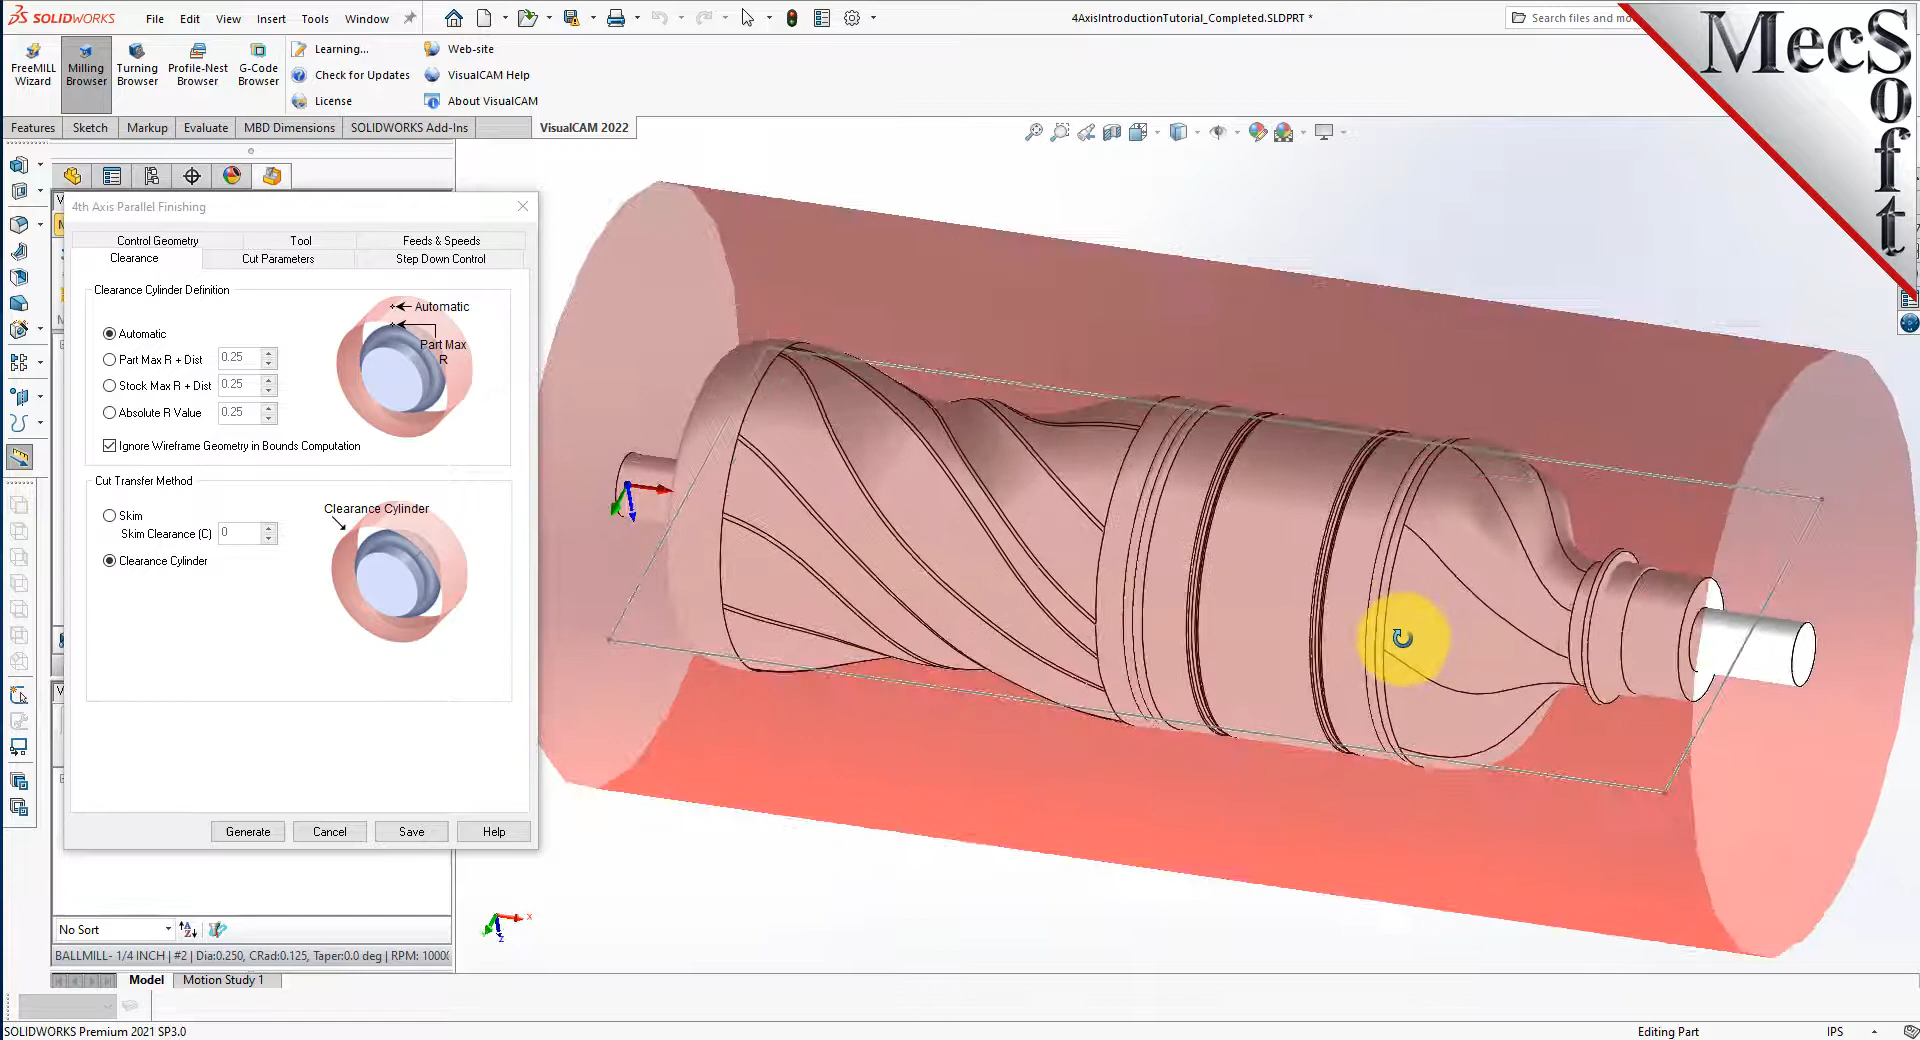 SOLIDWORKS File Edit View Insert Tools Window
4AxisIntroductionTutorial_Completed.SLDPRT *
Search files and mo
MecSoft
FreeMILL Wizard
Milling Browser
Turning Browser
Profile-Nest Browser
G-Code Browser
Learning...
Check for Updates
License
Web-site
VisualCAM Help
About VisualCAM
Features Sketch Markup Evaluate MBD Dimensions SOLIDWORKS Add-Ins VisualCAM 2022
4th Axis Parallel Finishing
Control Geometry Tool Feeds & Speeds
Clearance Cut Parameters Step Down Control
Clearance Cylinder Definition
Automatic
Part Max R + Dist 0.25
Stock Max R + Dist 0.25
Absolute R Value 0.25
Automatic
Part Max
R
Ignore Wireframe Geometry in Bounds Computation
Cut Transfer Method
Skim
Skim Clearance (C) 0
Clearance Cylinder
Clearance Cylinder
Generate Cancel Save Help
x
z
No Sort
BALLMILL- 1/4 INCH | #2 | Dia:0.250, CRad:0.125, Taper:0.0 deg | RPM: 1000
Model Motion Study 1
SOLIDWORKS Premium 2021 SP3.0
Editing Part
IPS